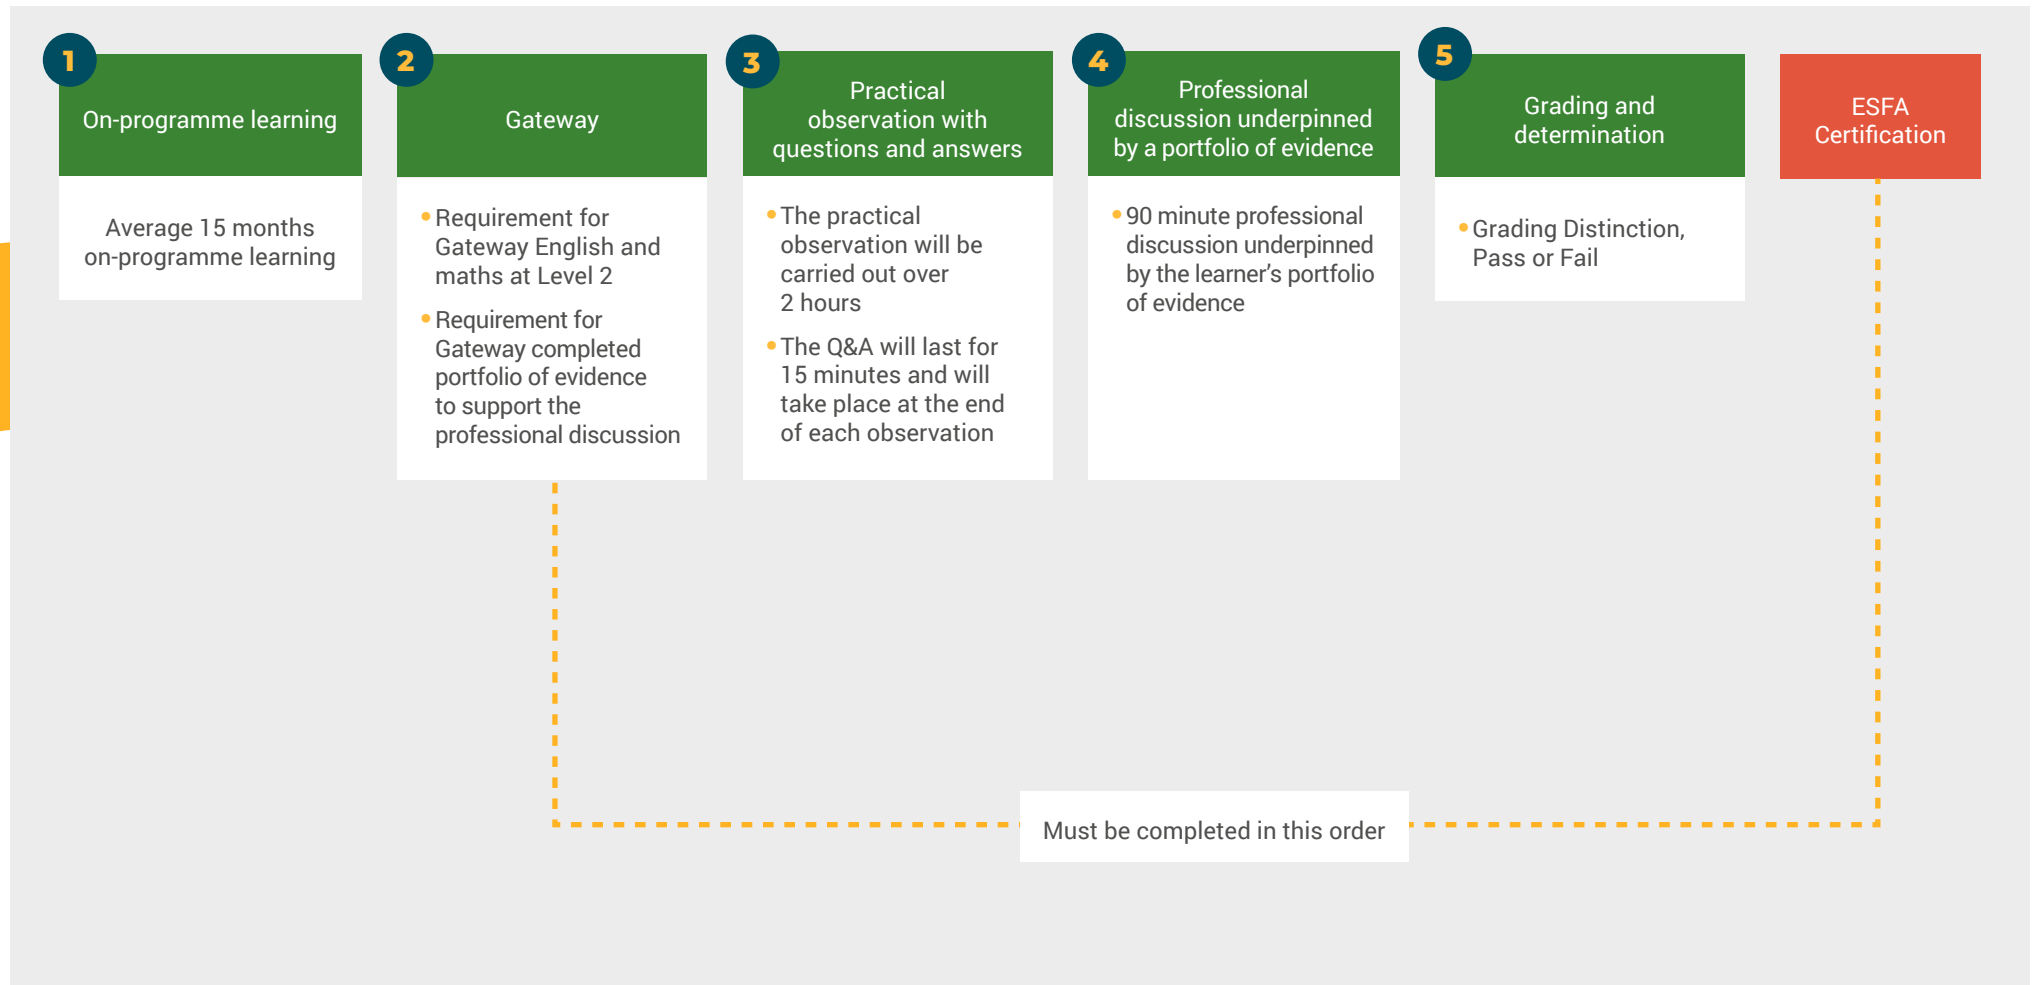 1
On-programme learning
Average 15 months
on-programme learning
2
Gateway
• Requirement for
Gateway English and
maths at Level 2
• Requirement for
Gateway completed
portfolio of evidence
to support the
professional discussion
3
Practical
observation with
questions and answers
• The practical
observation will be
carried out over
2 hours
• The Q&A will last for
15 minutes and will
take place at the end
of each observation
4
Professional
discussion underpinned
by a portfolio of evidence
• 90 minute professional
discussion underpinned
by the learner’s portfolio
of evidence
5
Grading and
determination
• Grading Distinction,
Pass or Fail
ESFA
Certification
Must be completed in this order